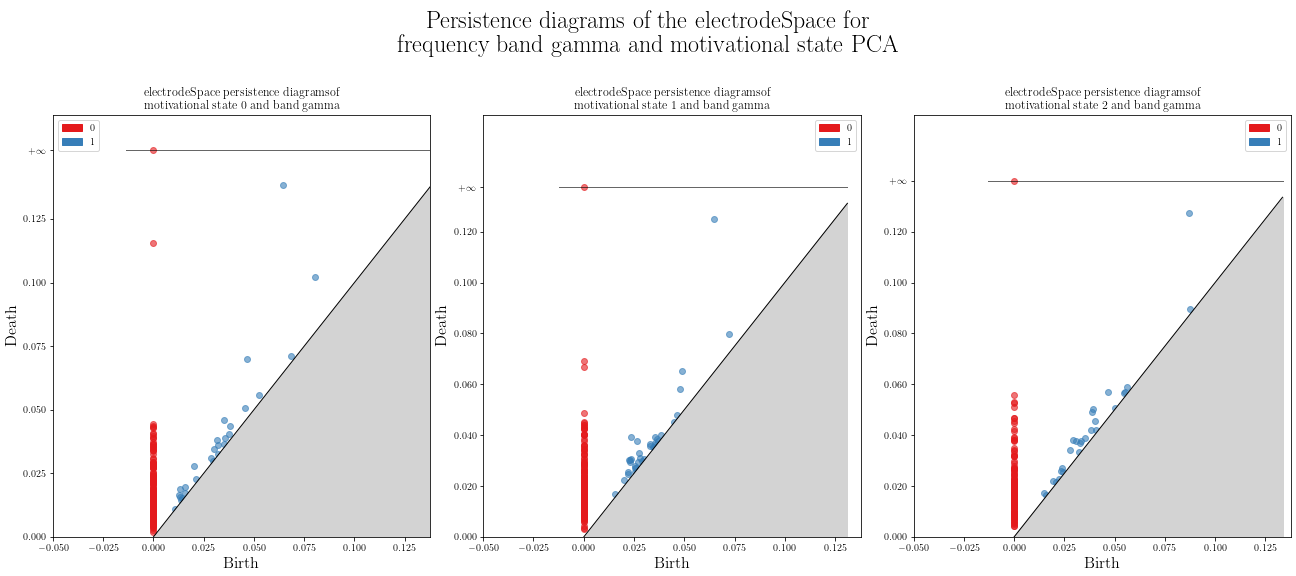 Persistence diagrams of the electrodeSpace for
frequency band gamma and motivational state PCA
electrodeSpace persistence diagramsof
motivational state 0 and band gamma
0
1
+∞
0.125
0.100
0.075
0.050
0.025
0.000
Death
−0.050 −0.025 0.000 0.025 0.050 0.075 0.100 0.125
Birth
electrodeSpace persistence diagramsof
motivational state 1 and band gamma
0
1
+∞
0.120
0.100
0.080
0.060
0.040
0.020
0.000
Death
−0.050 −0.025 0.000 0.025 0.050 0.075 0.100 0.125
Birth
electrodeSpace persistence diagramsof
motivational state 2 and band gamma
0
1
+∞
0.120
0.100
0.080
0.060
0.040
0.020
0.000
Death
−0.050 −0.025 0.000 0.025 0.050 0.075 0.100 0.125
Birth